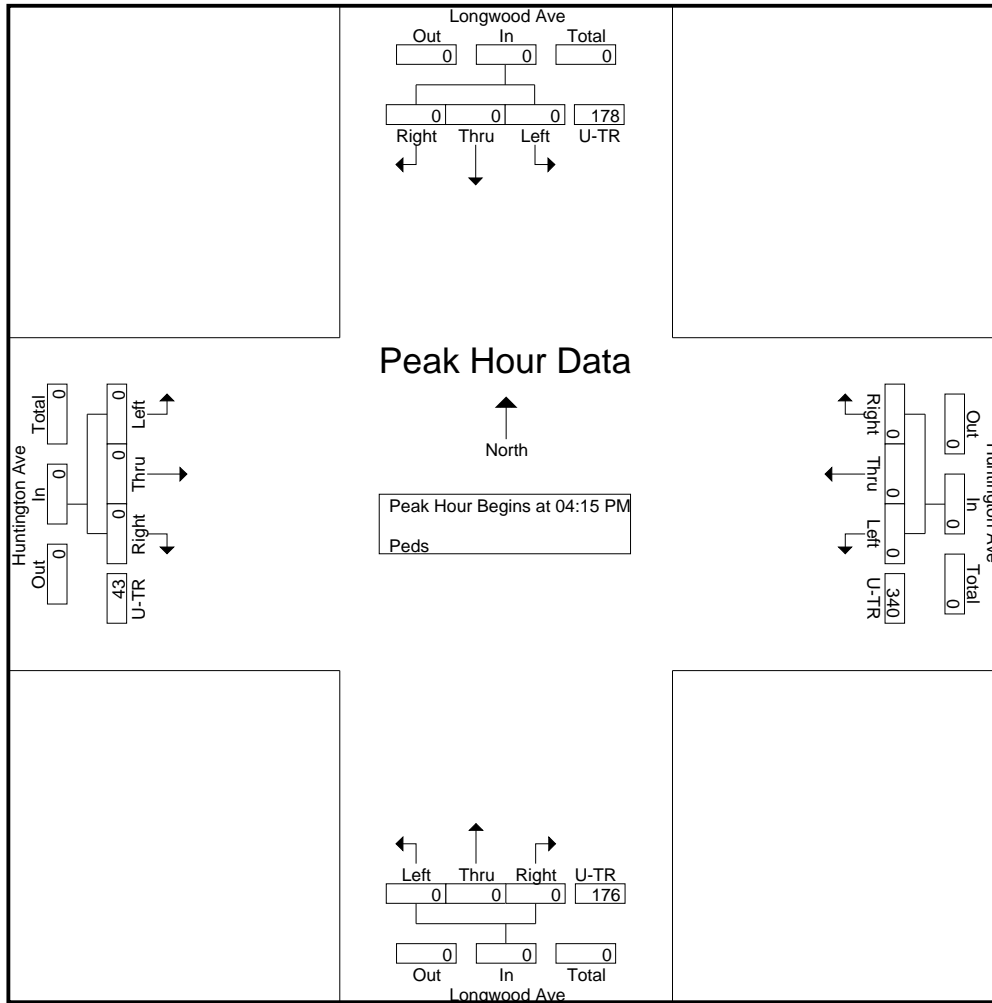 Longwood Ave
Out In Total
0 0 0
0 0 0 178
Right Thru Left U-TR
Peak Hour Data
North
Peak Hour Begins at 04:15 PM
Peds
Huntington Ave
Total In Out
0 0 0
0 0 0 43
Left Thru Right U-TR
Right Thru Left U-TR
0 0 0 340
Out In Total
0 0 0
Huntington Ave
Left Thru Right U-TR
0 0 0 176
0 0 0
Out In Total
Longwood Ave